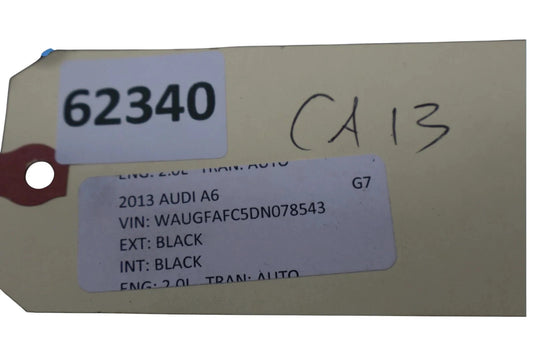 62340
CA 13
ENG: 2.0L TRAN: AUTO
2013 AUDI A6 G7
VIN: WAUGFAFC5DN078543
EXT: BLACK
INT: BLACK
ENG: 2.0L TRAN: AUTO